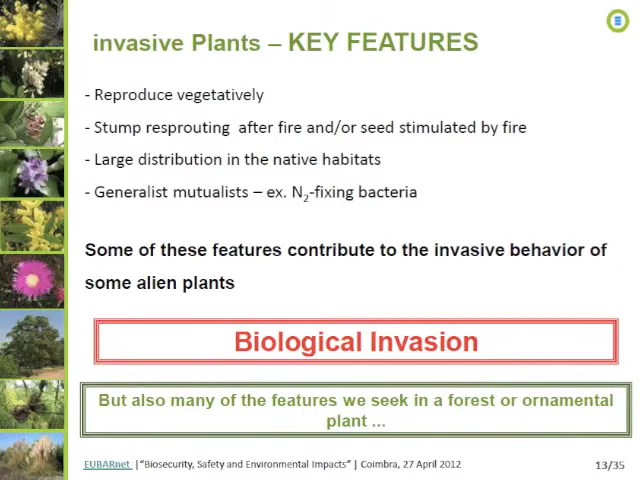 invasive Plants – KEY FEATURES
- Reproduce vegetatively
- Stump resprouting after fire and/or seed stimulated by fire
- Large distribution in the native habitats
- Generalist mutualists – ex. N2-fixing bacteria
Some of these features contribute to the invasive behavior of
some alien plants
Biological Invasion
But also many of the features we seek in a forest or ornamental
plant ...
EUBARnet |"Biosecurity, Safety and Environmental Impacts" | Coimbra, 27 April 2012
13/35